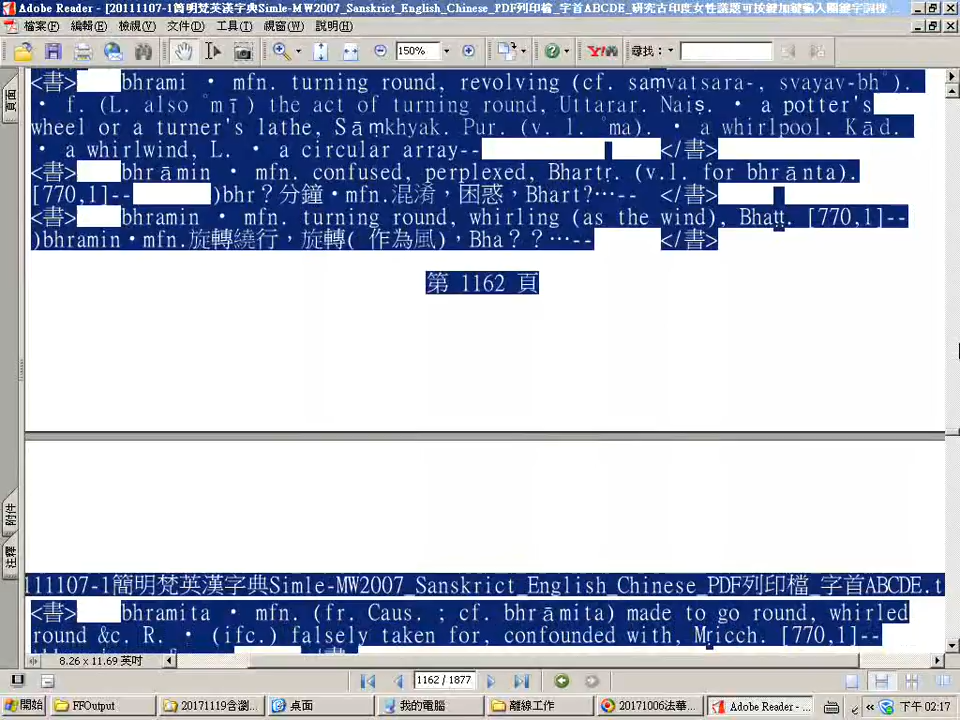 Adobe Reader - [20111107-1簡明梵英漢字典Simle-MW2007_Sanskrict_English_Chinese_PDF列印檔_字首ABCDE_研究古印度女性議題可按鍵加鍵輸入關鍵字詞搜
檔案(F) 編輯(E) 檢視(V) 文件(D) 工具(T) 視窗(W) 說明(H)
150% 尋找:
頁面
<書> bhrami • mfn. turning round, revolving (cf. saṃvatsara-, svayav-bh°).
• f. (L. also °mī) the act of turning round, Uttarar. Naiṣ. • a potter's
wheel or a turner's lathe, Sāṃkhyak. Pur. (v. l. °ma). • a whirlpool. Kād.
• a whirlwind, L. • a circular array-- </書>
<書> bhrāmin • mfn. confused, perplexed, Bhartṛ. (v.l. for bhrānta).
[770,1]-- )bhr？分鐘•mfn.混淆，困惑，Bhart?…-- </書>
<書> bhramin • mfn. turning round, whirling (as the wind), Bhaṭṭ. [770,1]--
)bhramin•mfn.旋轉繞行，旋轉( 作為風)，Bha？？…-- </書>
第 1162 頁
附件
註釋
111107-1簡明梵英漢字典Simle-MW2007_Sanskrict_English_Chinese_PDF列印檔_字首ABCDE.t
<書> bhramita • mfn. (fr. Caus. ; cf. bhrāmita) made to go round, whirled
round &c. R. • (ifc.) falsely taken for, confounded with, Mṛicch. [770,1]--
8.26 x 11.69 英吋
1162 / 1877
開始 FFOutput 20171119含瀏... 桌面 我的電腦 離線工作 20171006法華... Adobe Reader - ... 下午 02:17